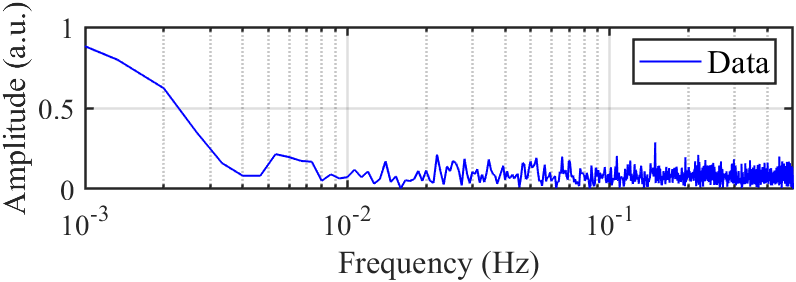 Amplitude (a.u.)
1
0.5
0
Data
10⁻³
10⁻²
10⁻¹
Frequency (Hz)